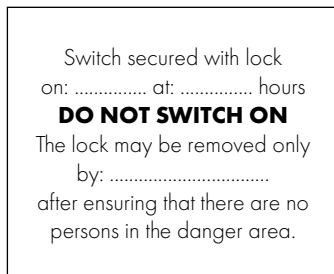 Switch secured with lock
on: ............... at: ............... hours
DO NOT SWITCH ON
The lock may be removed only
by: .................................
after ensuring that there are no
persons in the danger area.